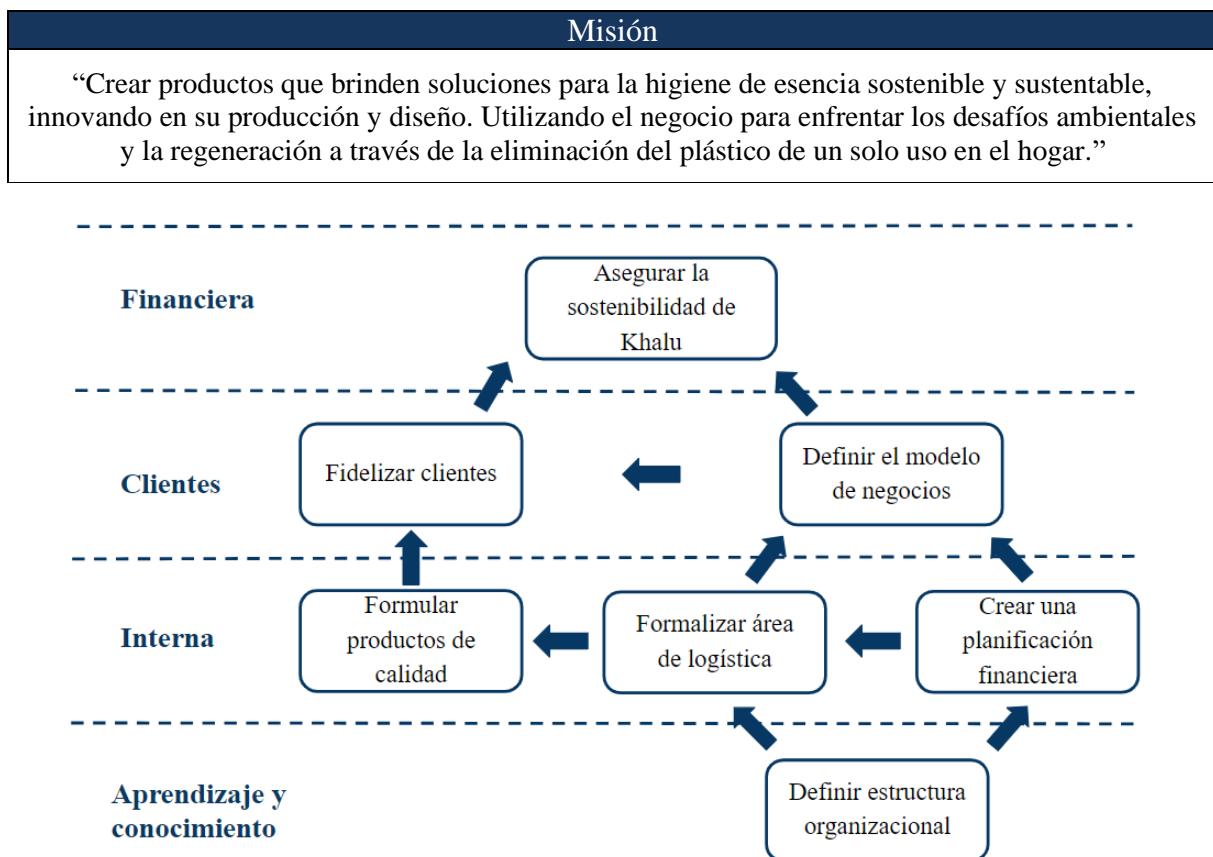 Misión
“Crear productos que brinden soluciones para la higiene de esencia sostenible y sustentable,
innovando en su producción y diseño. Utilizando el negocio para enfrentar los desafíos ambientales
y la regeneración a través de la eliminación del plástico de un solo uso en el hogar.”
Financiera
Asegurar la
sostenibilidad de
Khalu
Clientes
Fidelizar clientes
Definir el modelo
de negocios
Interna
Formular
productos de
calidad
Formalizar área
de logística
Crear una
planificación
financiera
Aprendizaje y
conocimiento
Definir estructura
organizacional